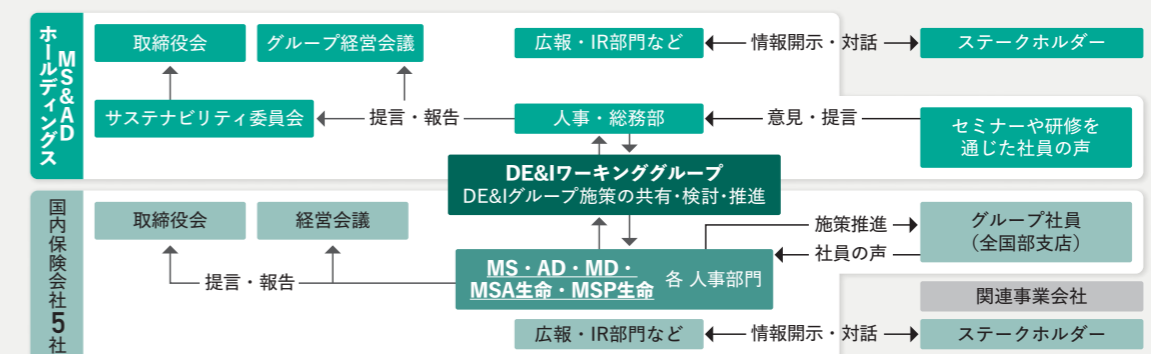 MS&AD
ホールディングス
取締役会
グループ経営会議
広報・IR部門など
情報開示・対話
ステークホルダー
サステナビリティ委員会
提言・報告
人事・総務部
意見・提言
セミナーや研修を
通じた社員の声
DE&Iワーキンググループ
DE&Iグループ施策の共有・検討・推進
国内保険会社5社
取締役会
経営会議
施策推進
グループ社員
（全国部支店）
社員の声
提言・報告
MS・AD・MD・
MSA生命・MSP生命
各 人事部門
関連事業会社
広報・IR部門など
情報開示・対話
ステークホルダー